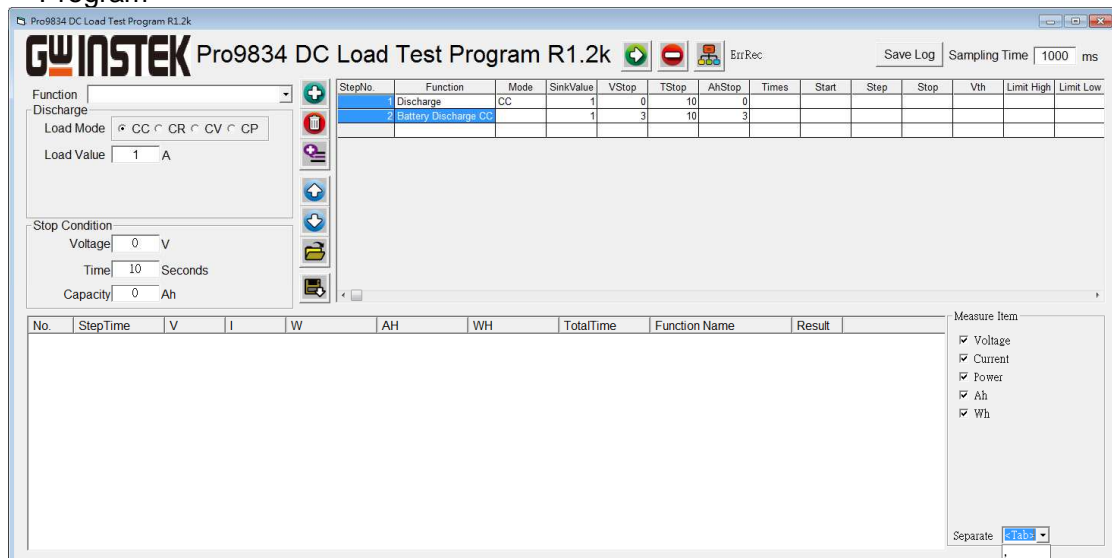 Program
Pro9834 DC Load Test Program R1.2k
GWINSTEK Pro9834 DC Load Test Program R1.2k ErrRec Save Log Sampling Time 1000 ms
Function
Discharge
Load Mode CC CR CV CP
Load Value 1 A
Stop Condition
Voltage 0 V
Time 10 Seconds
Capacity 0 Ah
StepNo. Function Mode SinkValue VStop TStop AhStop Times Start Step Stop Vth Limit High Limit Low
1 Discharge CC 1 0 10 0
2 Battery Discharge CC 1 3 10 3
No. StepTime V I W AH WH TotalTime Function Name Result
Measure Item
Voltage
Current
Power
Ah
Wh
Separate <Tab>
,